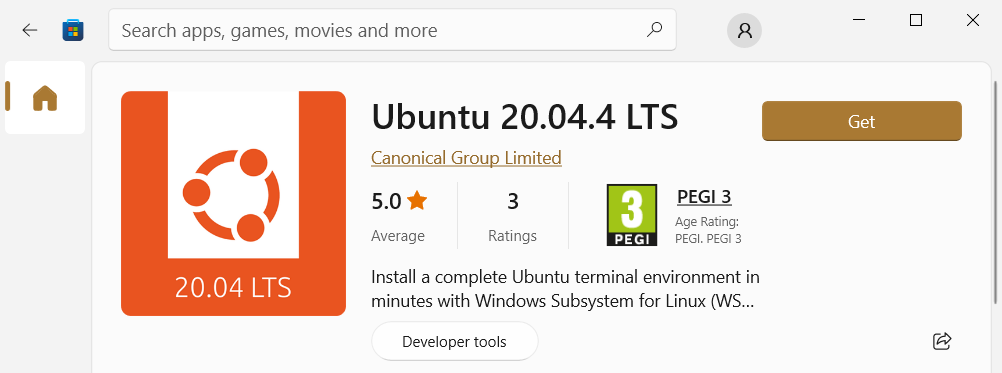 Search apps, games, movies and more
20.04 LTS
Ubuntu 20.04.4 LTS
Get
Canonical Group Limited
5.0
Average
3
Ratings
3
PEGI
PEGI 3
Age Rating:
PEGI. PEGI 3
Install a complete Ubuntu terminal environment in
minutes with Windows Subsystem for Linux (WS...
Developer tools